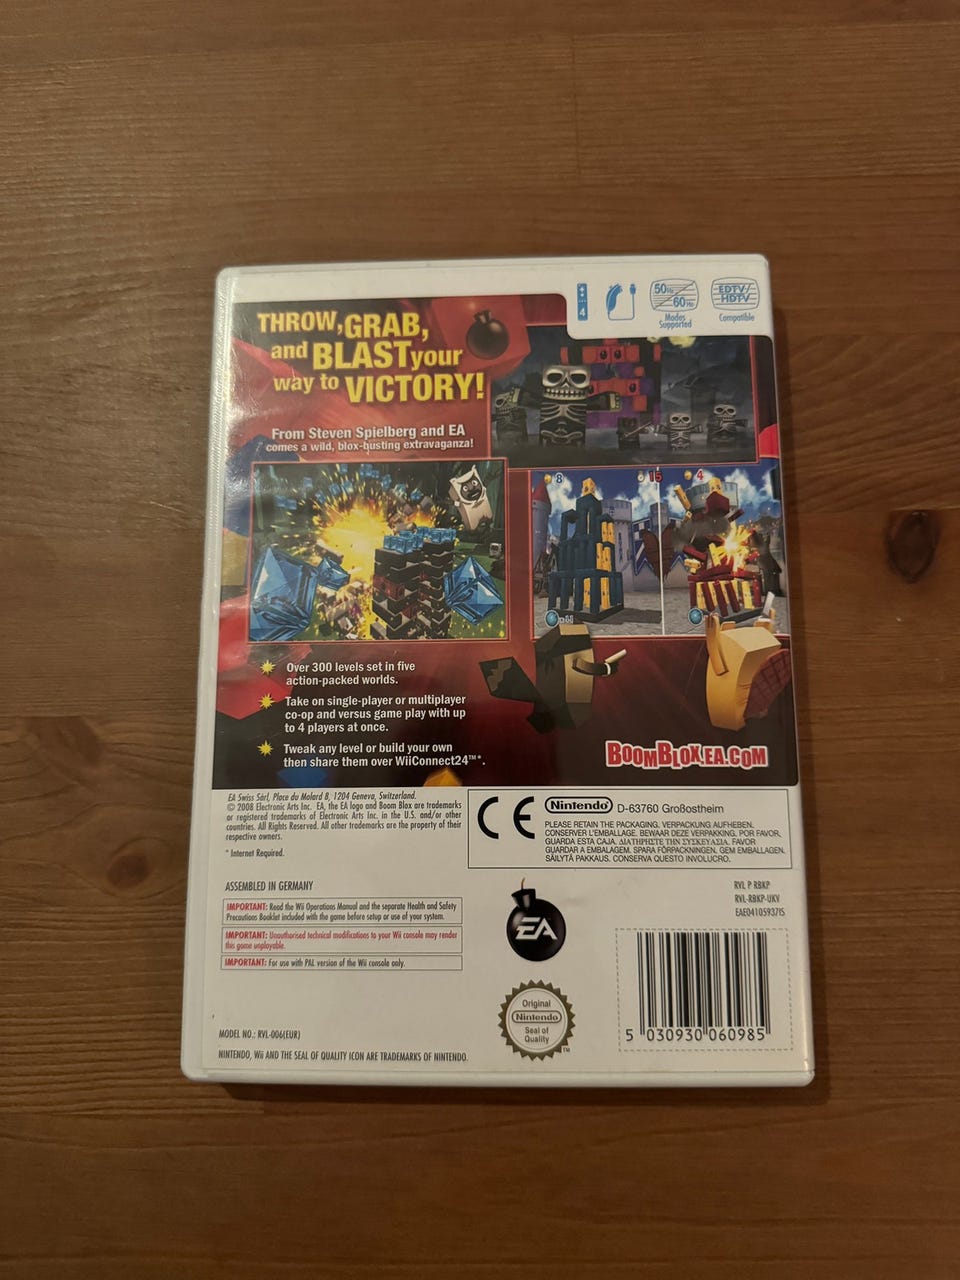 4
50Hz
60Hz
Modes
Supported
EDTV/
HDTV
Compatible
THROW, GRAB,
and BLAST your
way to VICTORY!
From Steven Spielberg and EA
comes a wild, blox-busting extravaganza!
8
15
4
Over 300 levels set in five
action-packed worlds.
Take on single-player or multiplayer
co-op and versus game play with up
to 4 players at once.
Tweak any level or build your own
then share them over WiiConnect24™*.
BOOMBLOX.EA.COM
EA Swiss Sàrl, Place du Molard 8, 1204 Geneva, Switzerland.
© 2008 Electronic Arts Inc. EA, the EA logo and Boom Blox are trademarks
or registered trademarks of Electronic Arts Inc. in the U.S. and/or other
countries. All Rights Reserved. All other trademarks are the property of their
respective owners.
* Internet Required.
CE
Nintendo®
D-63760 Großostheim
PLEASE RETAIN THE PACKAGING. VERPACKUNG AUFHEBEN.
CONSERVER L'EMBALLAGE. BEWAAR DEZE VERPAKKING. POR FAVOR,
GUARDA ESTA CAJA. ΔΙΑΤΗΡΗΣΤΕ ΤΗΝ ΣΥΣΚΕΥΑΣΙΑ. FAVOR
GUARDAR A EMBALAGEM. SPARA FÖRPACKNINGEN. GEM EMBALLAGEN.
SÄILYTÄ PAKKAUS. CONSERVA QUESTO INVOLUCRO.
ASSEMBLED IN GERMANY
IMPORTANT: Read the Wii Operations Manual and the separate Health and Safety
Precautions Booklet included with the game before setup or use of your system.
IMPORTANT: Unauthorised technical modifications to your Wii console may render
this game unplayable.
IMPORTANT: For use with PAL version of the Wii console only.
EA
RVL P RBKP
RVL-RBKP-UKV
EAE04105937IS
Original
Nintendo
Seal of
Quality
TM
5 030930 060985
MODEL NO.: RVL-006(EUR)
NINTENDO, Wii AND THE SEAL OF QUALITY ICON ARE TRADEMARKS OF NINTENDO.